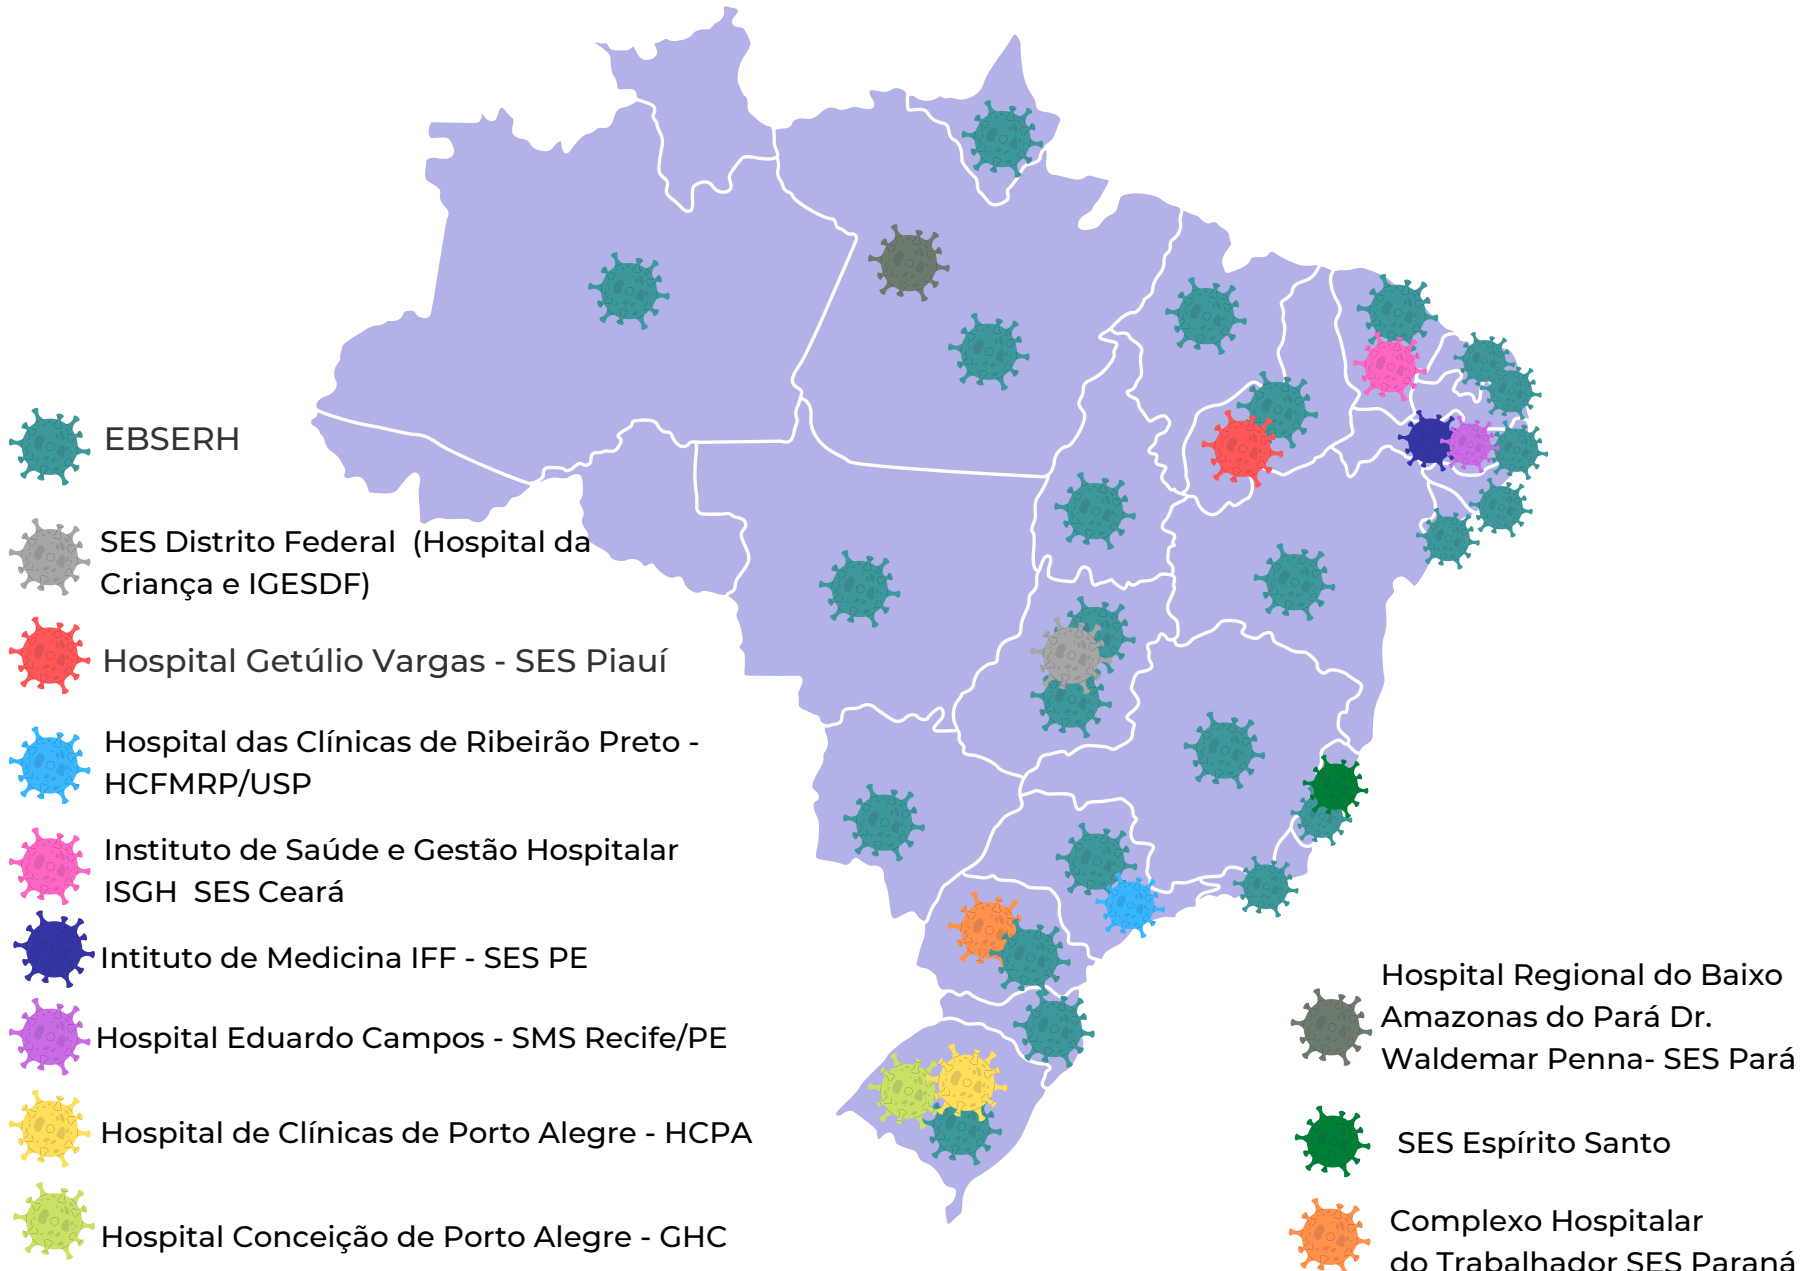 EBSERH
SES Distrito Federal (Hospital da
Criança e IGESDF)
Hospital Getúlio Vargas - SES Piauí
Hospital das Clínicas de Ribeirão Preto -
HCFMRP/USP
Instituto de Saúde e Gestão Hospitalar
ISGH SES Ceará
Intituto de Medicina IFF - SES PE
Hospital Eduardo Campos - SMS Recife/PE
Hospital de Clínicas de Porto Alegre - HCPA
Hospital Conceição de Porto Alegre - GHC
Hospital Regional do Baixo
Amazonas do Pará Dr.
Waldemar Penna- SES Pará
SES Espírito Santo
Complexo Hospitalar
do Trabalhador SES Paraná